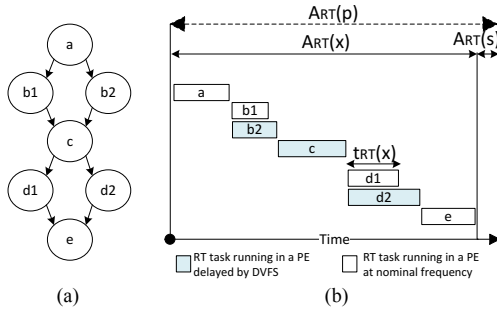 a
b1
b2
c
d1
d2
e
(a)
ART(p)
ART(x)
ART(s)
a
b1
b2
c
tRT(x)
d1
d2
e
Time
RT task running in a PE
delayed by DVFS
RT task running in a PE
at nominal frequency
(b)